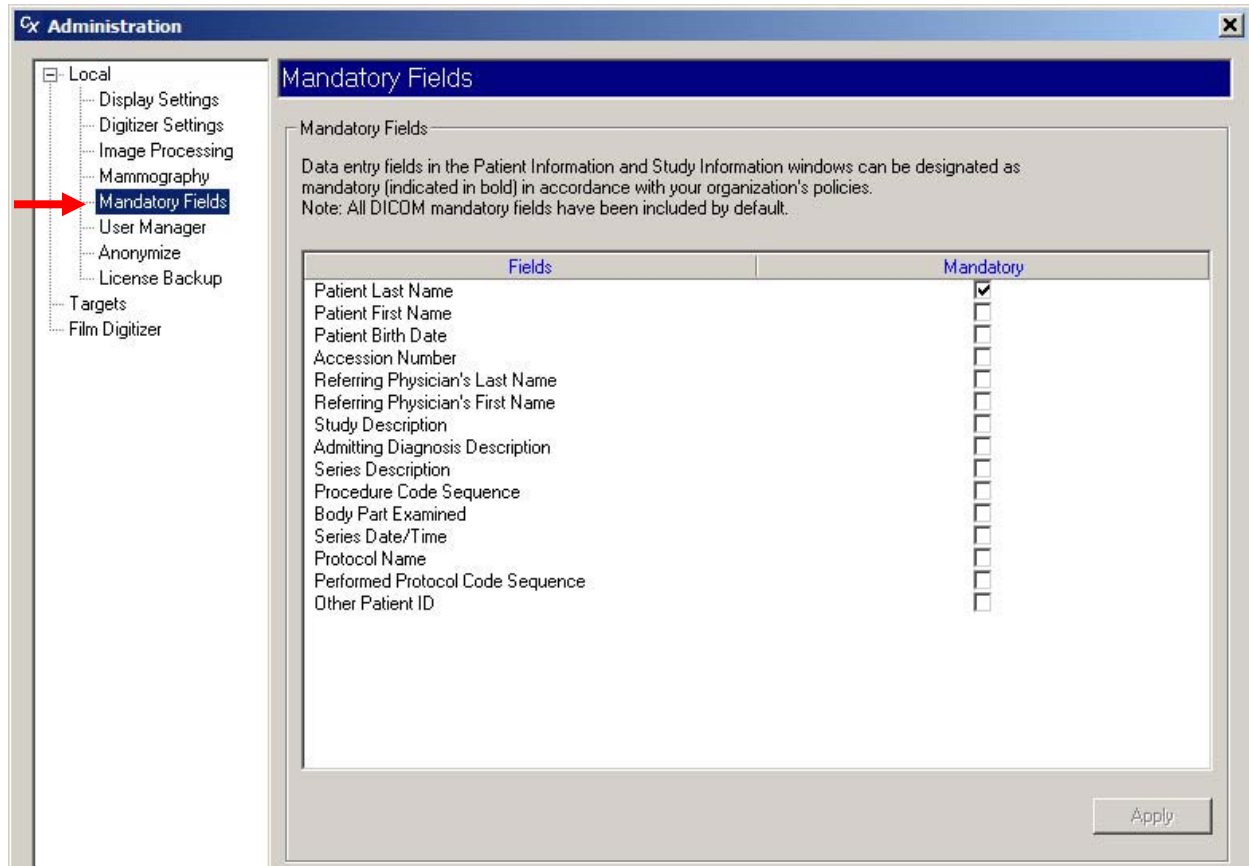 Cx Administration
Local
Display Settings
Digitizer Settings
Image Processing
Mammography
Mandatory Fields
User Manager
Anonymize
License Backup
Targets
Film Digitizer
Mandatory Fields
Mandatory Fields
Data entry fields in the Patient Information and Study Information windows can be designated as
mandatory (indicated in bold) in accordance with your organization's policies.
Note: All DICOM mandatory fields have been included by default.
Fields Mandatory
Patient Last Name
Patient First Name
Patient Birth Date
Accession Number
Referring Physician's Last Name
Referring Physician's First Name
Study Description
Admitting Diagnosis Description
Series Description
Procedure Code Sequence
Body Part Examined
Series Date/Time
Protocol Name
Performed Protocol Code Sequence
Other Patient ID
Apply